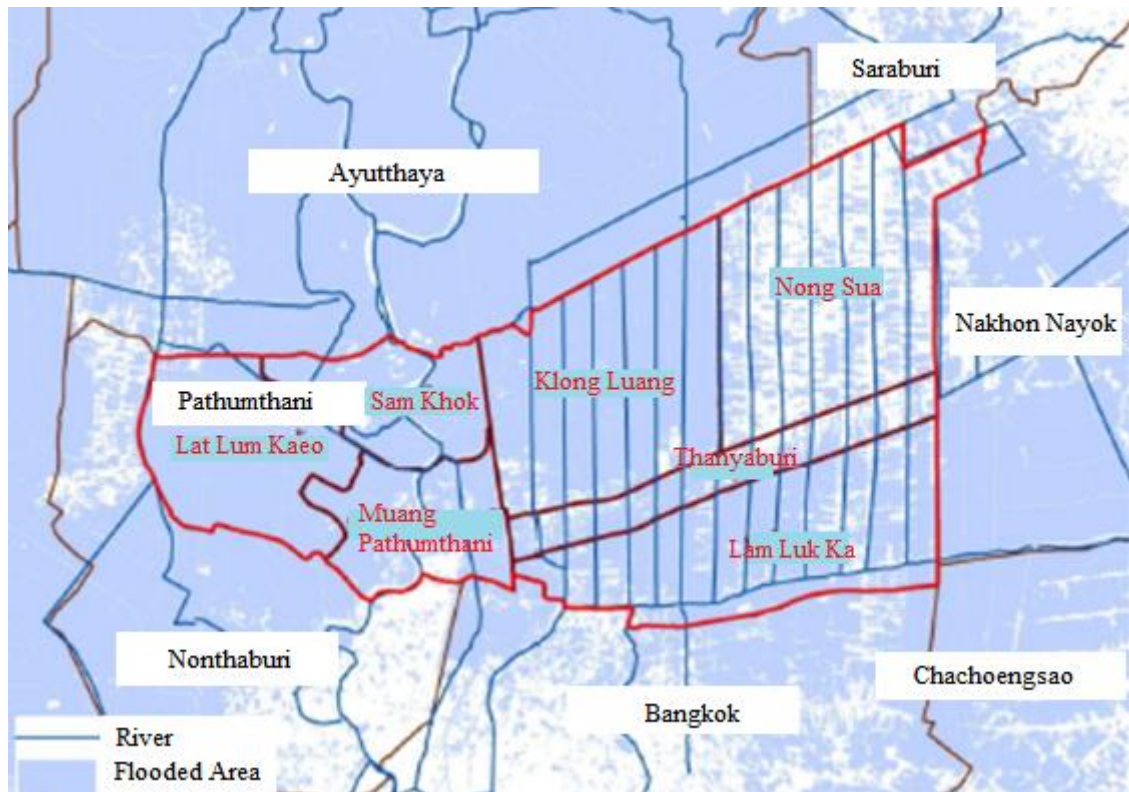 Saraburi
Ayutthaya
Nong Sua
Nakhon Nayok
Klong Luang
Pathumthani
Sam Khok
Lat Lum Kaeo
Thanyaburi
Muang
Pathumthani
Lam Luk Ka
Nonthaburi
Chachoengsao
Bangkok
River
Flooded Area